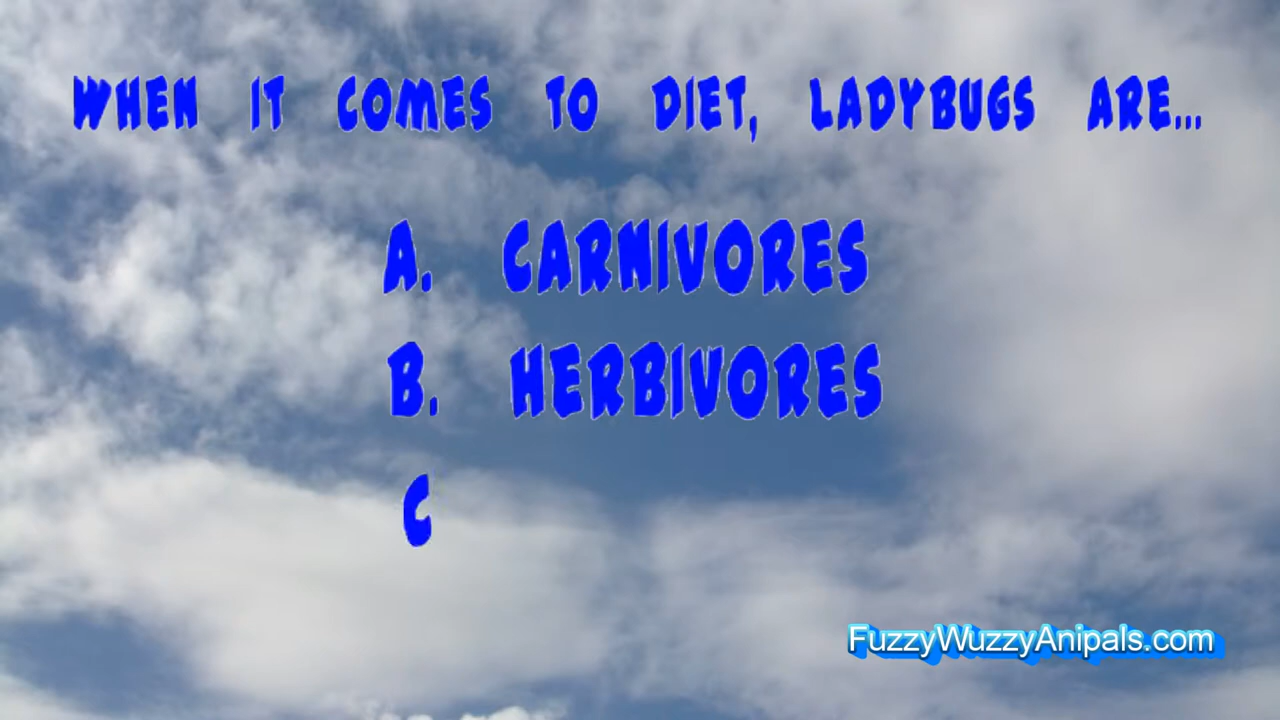 WHEN IT COMES TO DIET, LADYBUGS ARE...
A. CARNIVORES
B. HERBIVORES
C
FuzzyWuzzyAnipals.com